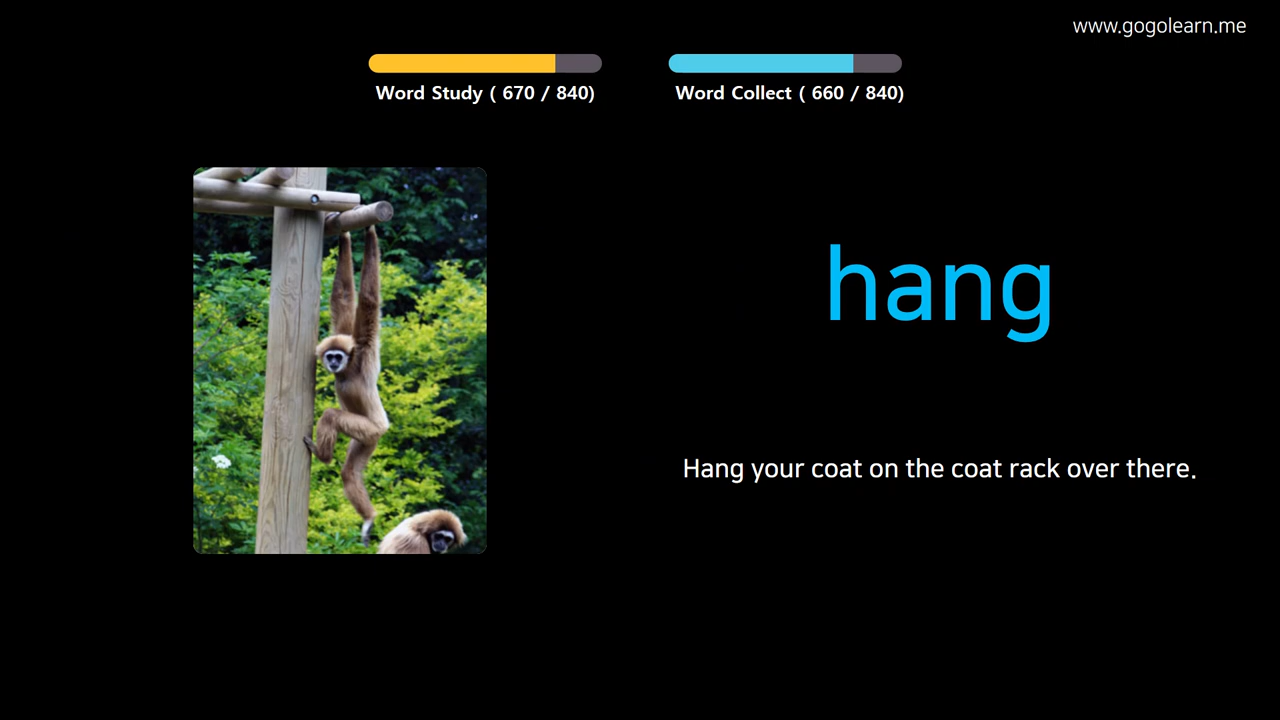 www.gogolearn.me
Word Study ( 670 / 840)
Word Collect ( 660 / 840)
hang
Hang your coat on the coat rack over there.